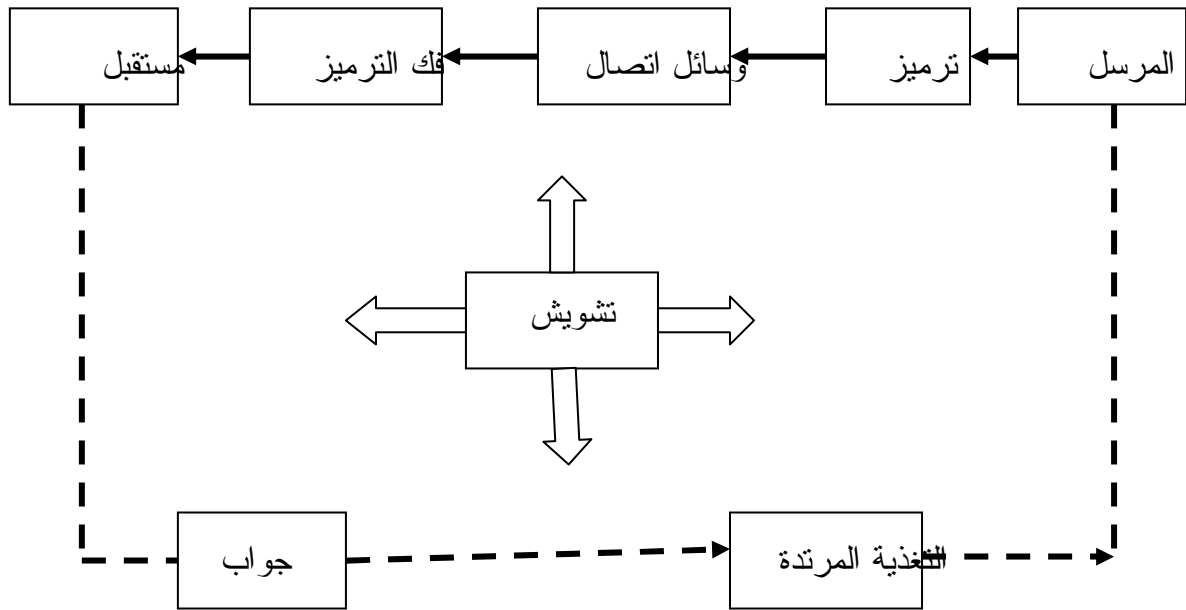 المرسل
ترميز
وسائل اتصال
فك الترميز
مستقبل
تشويش
التغذية المرتدة
جواب